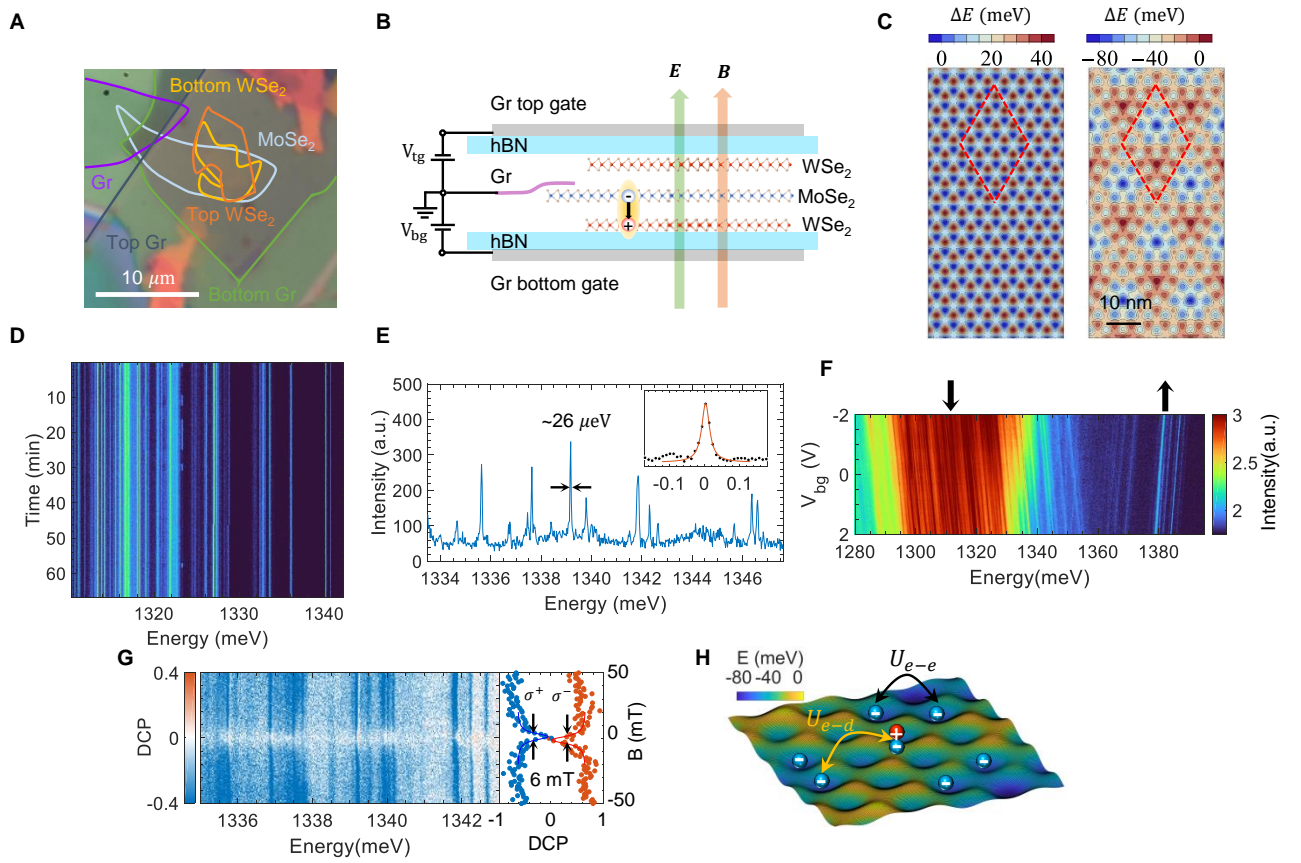 A
Bottom WSe2
MoSe2
Gr
Top WSe2
Top Gr
10 μm
Bottom Gr
B
E
B
Gr top gate
hBN
Vtg
Gr
WSe2
MoSe2
-
+
WSe2
Vbg
hBN
Gr bottom gate
C
ΔE (meV)
0 20 40
ΔE (meV)
−80 −40 0
10 nm
D
10
20
30
40
50
60
Time (min)
1320 1330 1340
Energy (meV)
E
500
400
300
200
100
0
Intensity (a.u.)
~26 μeV
-0.1 0 0.1
1334 1336 1338 1340 1342 1344 1346
Energy (meV)
F
-2
0
2
Vbg (V)
1280 1300 1320 1340 1360 1380
Energy(meV)
3
2.5
2
Intensity(a.u.)
G
0.4
0
-0.4
DCP
1336 1338 1340 1342
Energy(meV)
σ+ σ−
6 mT
50
0
-50
B (mT)
-1 0 1
DCP
H
E (meV)
-80 -40 0
Ue−e
Ue−d
+
-
-
-
-
-
-
-